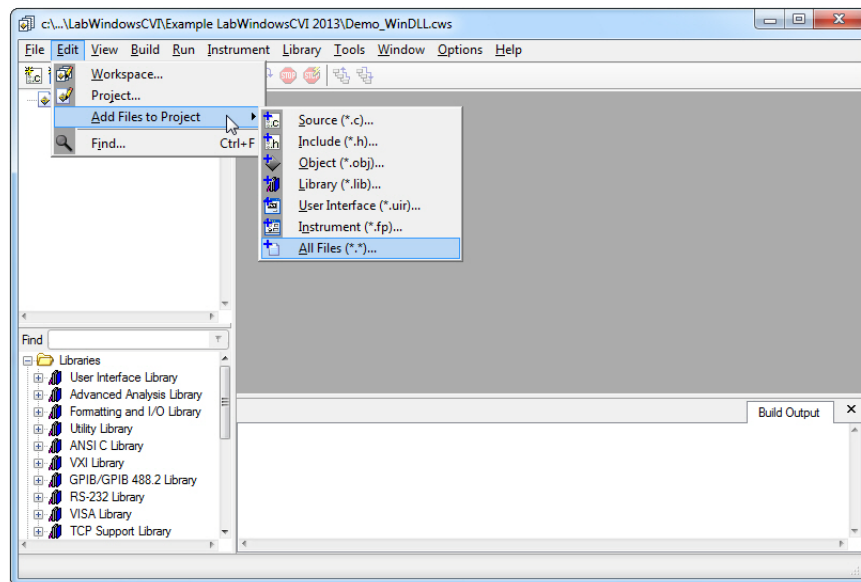 c:\...\LabWindowsCVI\Example LabWindowsCVI 2013\Demo_WinDLL.cws
File Edit View Build Run Instrument Library Tools Window Options Help
Workspace...
Project...
Add Files to Project
Find... Ctrl+F
Source (*.c)...
Include (*.h)...
Object (*.obj)...
Library (*.lib)...
User Interface (*.uir)...
Instrument (*.fp)...
All Files (*.*)...
Find
Libraries
User Interface Library
Advanced Analysis Library
Formatting and I/O Library
Utility Library
ANSI C Library
VXI Library
GPIB/GPIB 488.2 Library
RS-232 Library
VISA Library
TCP Support Library
Build Output